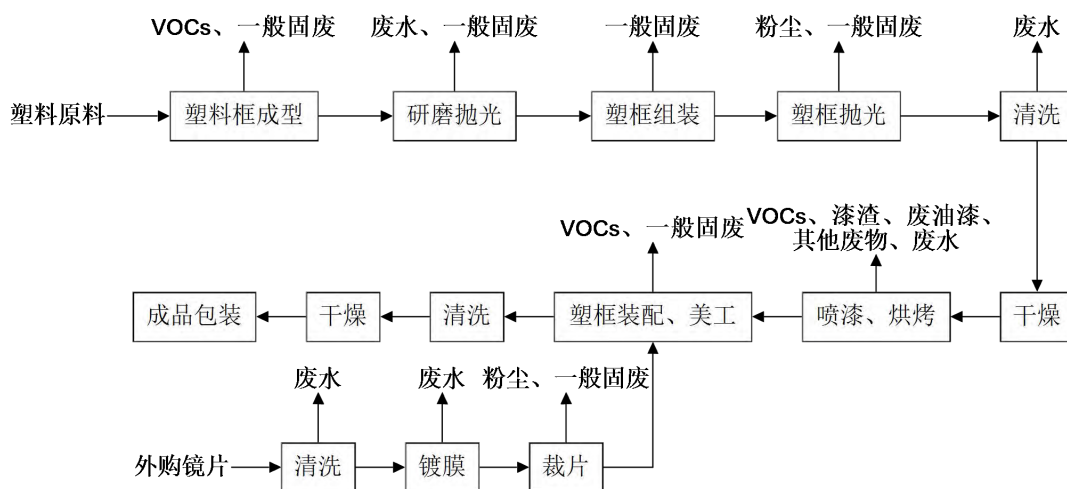 VOCs、一般固废
废水、一般固废
一般固废
粉尘、一般固废
废水
塑料原料
塑料框成型
研磨抛光
塑框组装
塑框抛光
清洗
VOCs、一般固废
VOCs、漆渣、废油漆、
其他废物、废水
成品包装
干燥
清洗
塑框装配、美工
喷漆、烘烤
干燥
废水
废水
粉尘、一般固废
外购镜片
清洗
镀膜
裁片